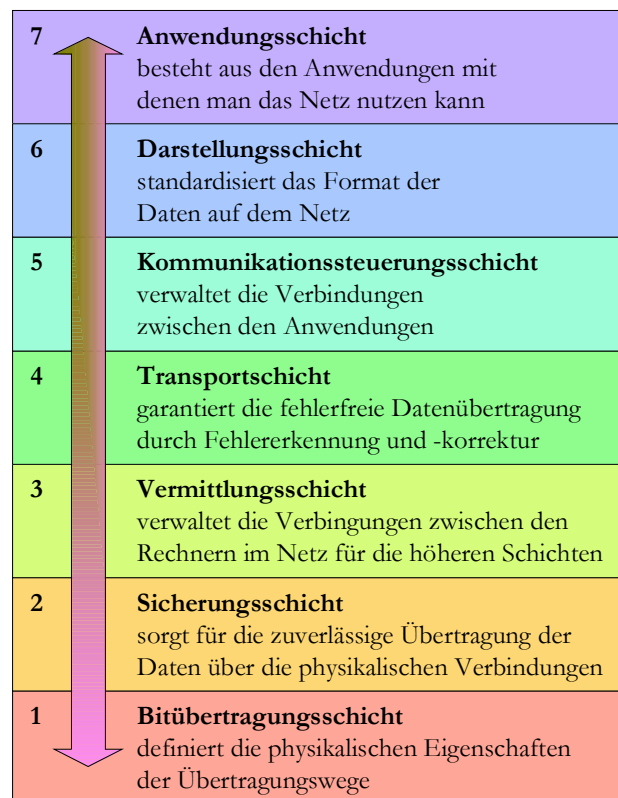 7 Anwendungsschicht
besteht aus den Anwendungen mit
denen man das Netz nutzen kann
6 Darstellungsschicht
standardisiert das Format der
Daten auf dem Netz
5 Kommunikationssteuerungsschicht
verwaltet die Verbindungen
zwischen den Anwendungen
4 Transportschicht
garantiert die fehlerfreie Datenübertragung
durch Fehlererkennung und -korrektur
3 Vermittlungsschicht
verwaltet die Verbingungen zwischen den
Rechnern im Netz für die höheren Schichten
2 Sicherungsschicht
sorgt für die zuverlässige Übertragung der
Daten über die physikalischen Verbindungen
1 Bitübertragungsschicht
definiert die physikalischen Eigenschaften
der Übertragungswege